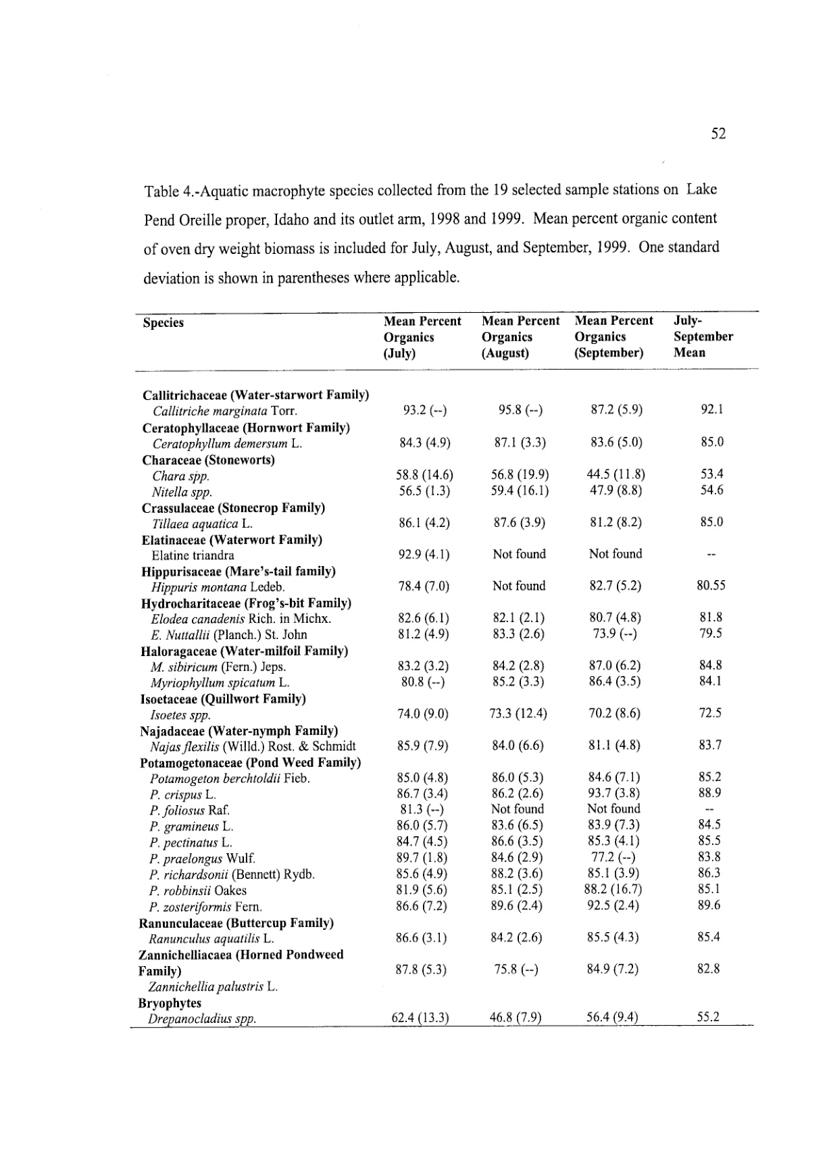 52
Table 4.-Aquatic macrophyte species collected from the 19 selected sample stations on Lake
Pend Oreille proper, Idaho and its outlet arm, 1998 and 1999. Mean percent organic content
of oven dry weight biomass is included for July, August, and September, 1999. One standard
deviation is shown in parentheses where applicable.
Species Mean Percent Mean Percent Mean Percent July-
Organics Organics Organics September
(July) (August) (September) Mean
Callitrichaceae (Water-starwort Family)
Callitriche marginata Torr. 93.2 (--) 95.8 (--) 87.2 (5.9) 92.1
Ceratophyllaceae (Hornwort Family)
Ceratophyllum demersum L. 84.3 (4.9) 87.1 (3.3) 83.6 (5.0) 85.0
Characeae (Stoneworts)
Chara spp. 58.8 (14.6) 56.8 (19.9) 44.5 (11.8) 53.4
Nitella spp. 56.5 (1.3) 59.4 (16.1) 47.9 (8.8) 54.6
Crassulaceae (Stonecrop Family)
Tillaea aquatica L. 86.1 (4.2) 87.6 (3.9) 81.2 (8.2) 85.0
Elatinaceae (Waterwort Family)
Elatine triandra 92.9 (4.1) Not found Not found --
Hippurisaceae (Mare's-tail family)
Hippuris montana Ledeb. 78.4 (7.0) Not found 82.7 (5.2) 80.55
Hydrocharitaceae (Frog's-bit Family)
Elodea canadenis Rich. in Michx. 82.6 (6.1) 82.1 (2.1) 80.7 (4.8) 81.8
E. Nuttallii (Planch.) St. John 81.2 (4.9) 83.3 (2.6) 73.9 (--) 79.5
Haloragaceae (Water-milfoil Family)
M. sibiricum (Fern.) Jeps. 83.2 (3.2) 84.2 (2.8) 87.0 (6.2) 84.8
Myriophyllum spicatum L. 80.8 (--) 85.2 (3.3) 86.4 (3.5) 84.1
Isoetaceae (Quillwort Family)
Isoetes spp. 74.0 (9.0) 73.3 (12.4) 70.2 (8.6) 72.5
Najadaceae (Water-nymph Family)
Najas flexilis (Willd.) Rost. & Schmidt 85.9 (7.9) 84.0 (6.6) 81.1 (4.8) 83.7
Potamogetonaceae (Pond Weed Family)
Potamogeton berchtoldii Fieb. 85.0 (4.8) 86.0 (5.3) 84.6 (7.1) 85.2
P. crispus L. 86.7 (3.4) 86.2 (2.6) 93.7 (3.8) 88.9
P. foliosus Raf. 81.3 (--) Not found Not found --
P. gramineus L. 86.0 (5.7) 83.6 (6.5) 83.9 (7.3) 84.5
P. pectinatus L. 84.7 (4.5) 86.6 (3.5) 85.3 (4.1) 85.5
P. praelongus Wulf. 89.7 (1.8) 84.6 (2.9) 77.2 (--) 83.8
P. richardsonii (Bennett) Rydb. 85.6 (4.9) 88.2 (3.6) 85.1 (3.9) 86.3
P. robbinsii Oakes 81.9 (5.6) 85.1 (2.5) 88.2 (16.7) 85.1
P. zosteriformis Fern. 86.6 (7.2) 89.6 (2.4) 92.5 (2.4) 89.6
Ranunculaceae (Buttercup Family)
Ranunculus aquatilis L. 86.6 (3.1) 84.2 (2.6) 85.5 (4.3) 85.4
Zannichelliacaea (Horned Pondweed
Family) 87.8 (5.3) 75.8 (--) 84.9 (7.2) 82.8
Zannichellia palustris L.
Bryophytes
Drepanocladius spp. 62.4 (13.3) 46.8 (7.9) 56.4 (9.4) 55.2